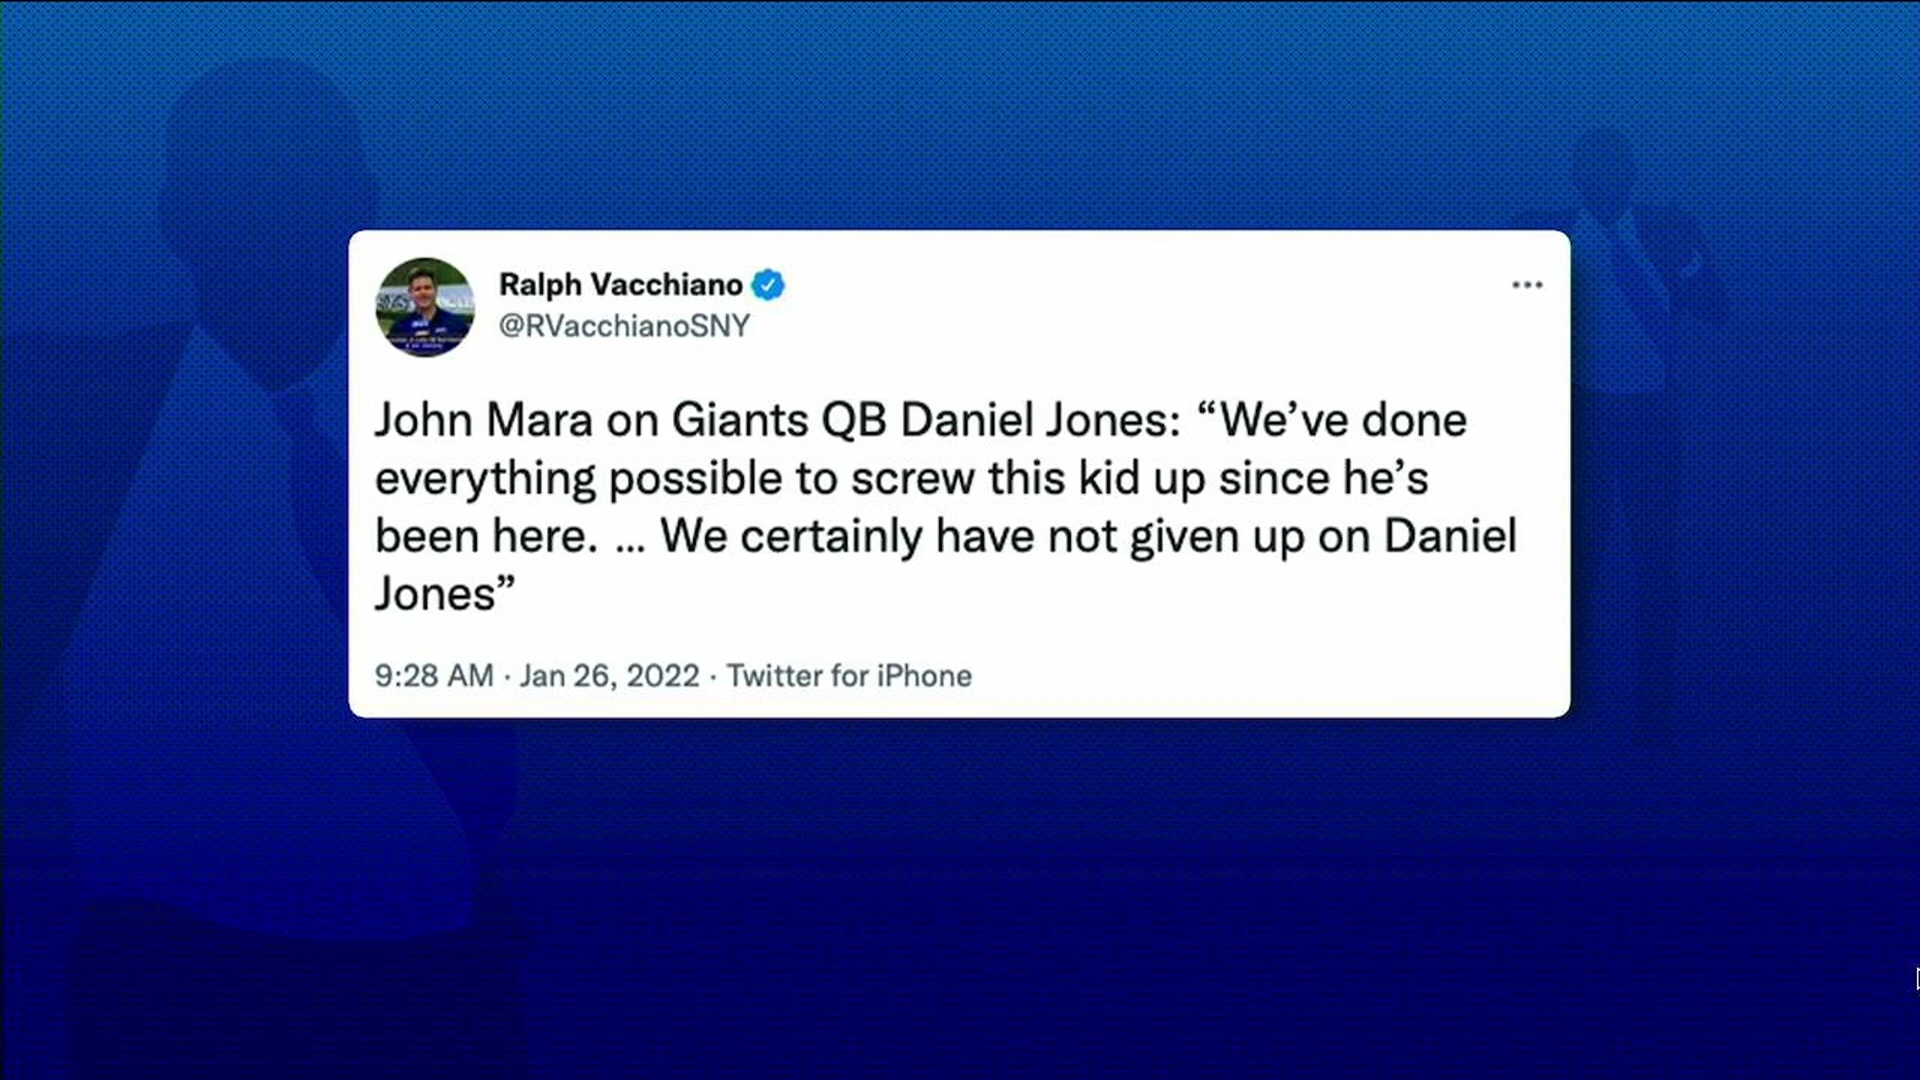 Ralph Vacchiano
@RVacchianoSNY
John Mara on Giants QB Daniel Jones: “We’ve done
everything possible to screw this kid up since he’s
been here. ... We certainly have not given up on Daniel
Jones”
9:28 AM · Jan 26, 2022 · Twitter for iPhone